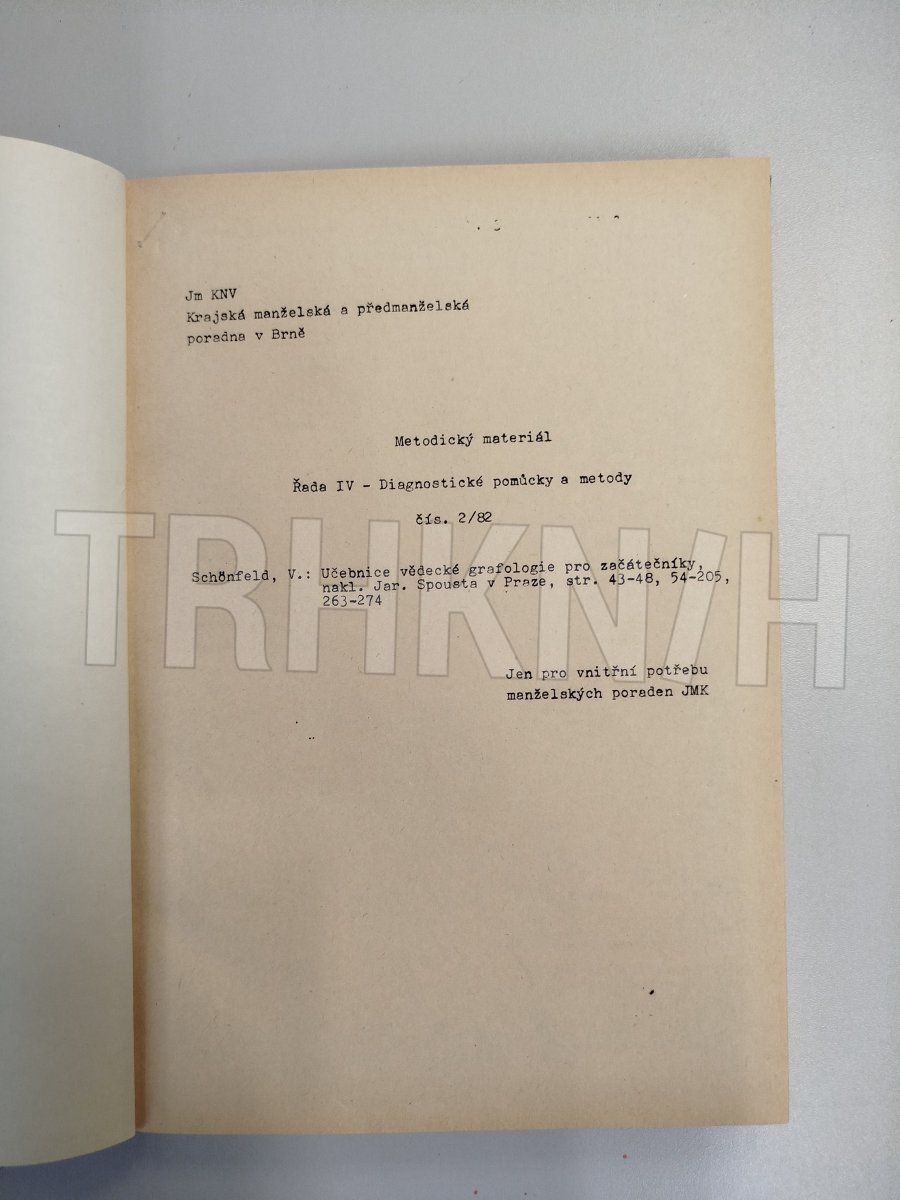 Jm KNV
Krajská manželská a předmanželská
poradna v Brně
Metodický materiál
Řada IV - Diagnostické pomůcky a metody
čís. 2/82
Schönfeld, V.: Učebnice vědecké grafologie pro začátečníky,
nakl. Jar. Spousta v Praze, str. 43-48, 54-205,
263-274
TRHKNIH
Jen pro vnitřní potřebu
manželských poraden JMK